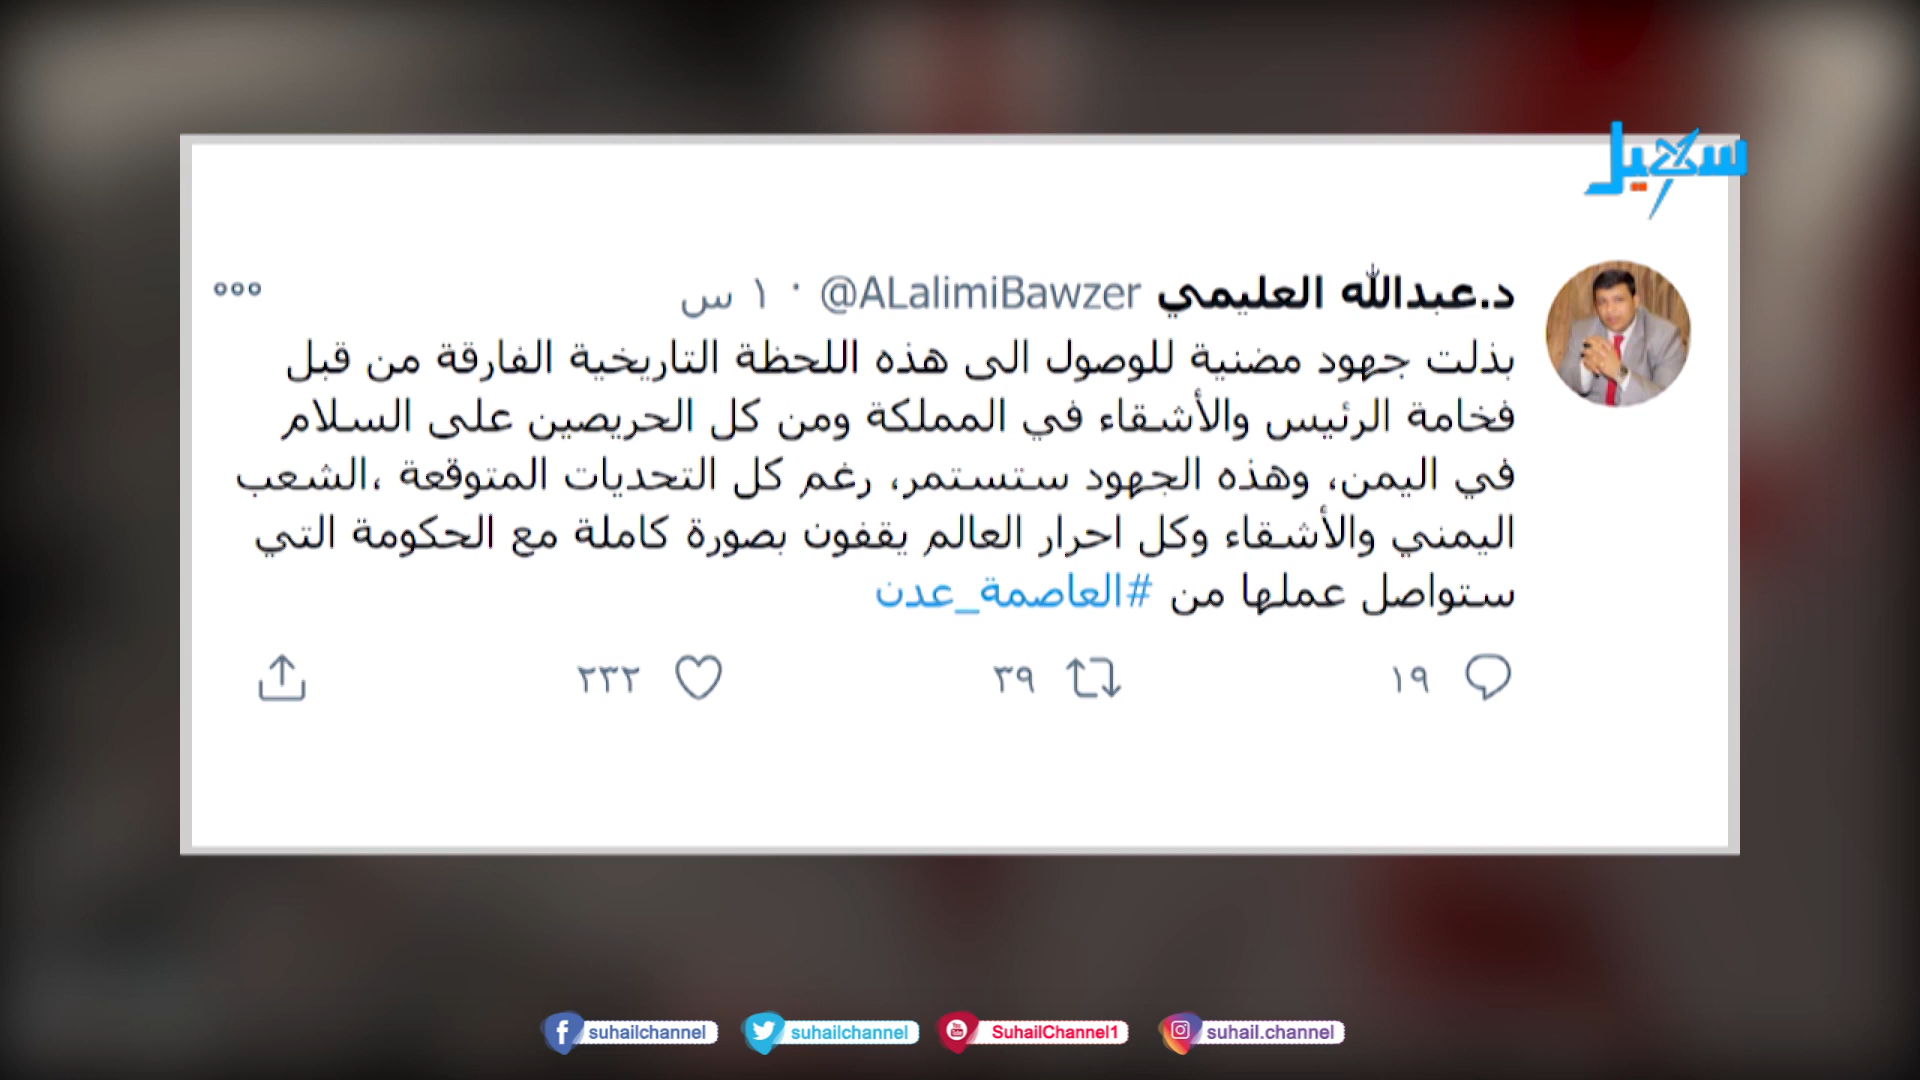 سهيل
د.عبدالله العليمي @ALalimiBawzer · ١ س
بذلت جهود مضنية للوصول الى هذه اللحظة التاريخية الفارقة من قبل
فخامة الرئيس والأشقاء في المملكة ومن كل الحريصين على السلام
في اليمن، وهذه الجهود ستستمر، رغم كل التحديات المتوقعة ،الشعب
اليمني والأشقاء وكل احرار العالم يقفون بصورة كاملة مع الحكومة التي
ستواصل عملها من #العاصمة_عدن
١٩ ٣٩ ٢٣٢
suhailchannel suhailchannel SuhailChannel1 suhail.channel